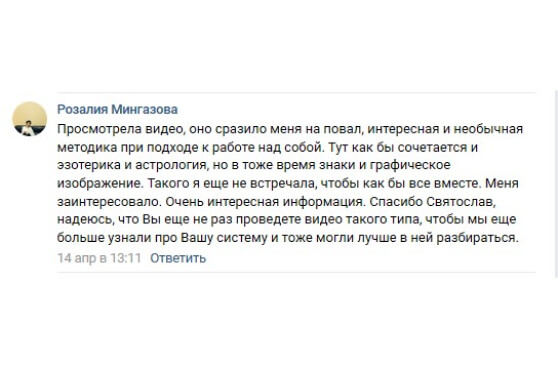 Розалия Мингазова
Просмотрела видео, оно сразило меня на повал, интересная и необычная
методика при подходе к работе над собой. Тут как бы сочетается и
эзотерика и астрология, но в тоже время знаки и графическое
изображение. Такого я еще не встречала, чтобы как бы все вместе. Меня
заинтересовало. Очень интересная информация. Спасибо Святослав,
надеюсь, что Вы еще не раз проведете видео такого типа, чтобы мы еще
больше узнали про Вашу систему и тоже могли лучше в ней разбираться.
14 апр в 13:11 Ответить